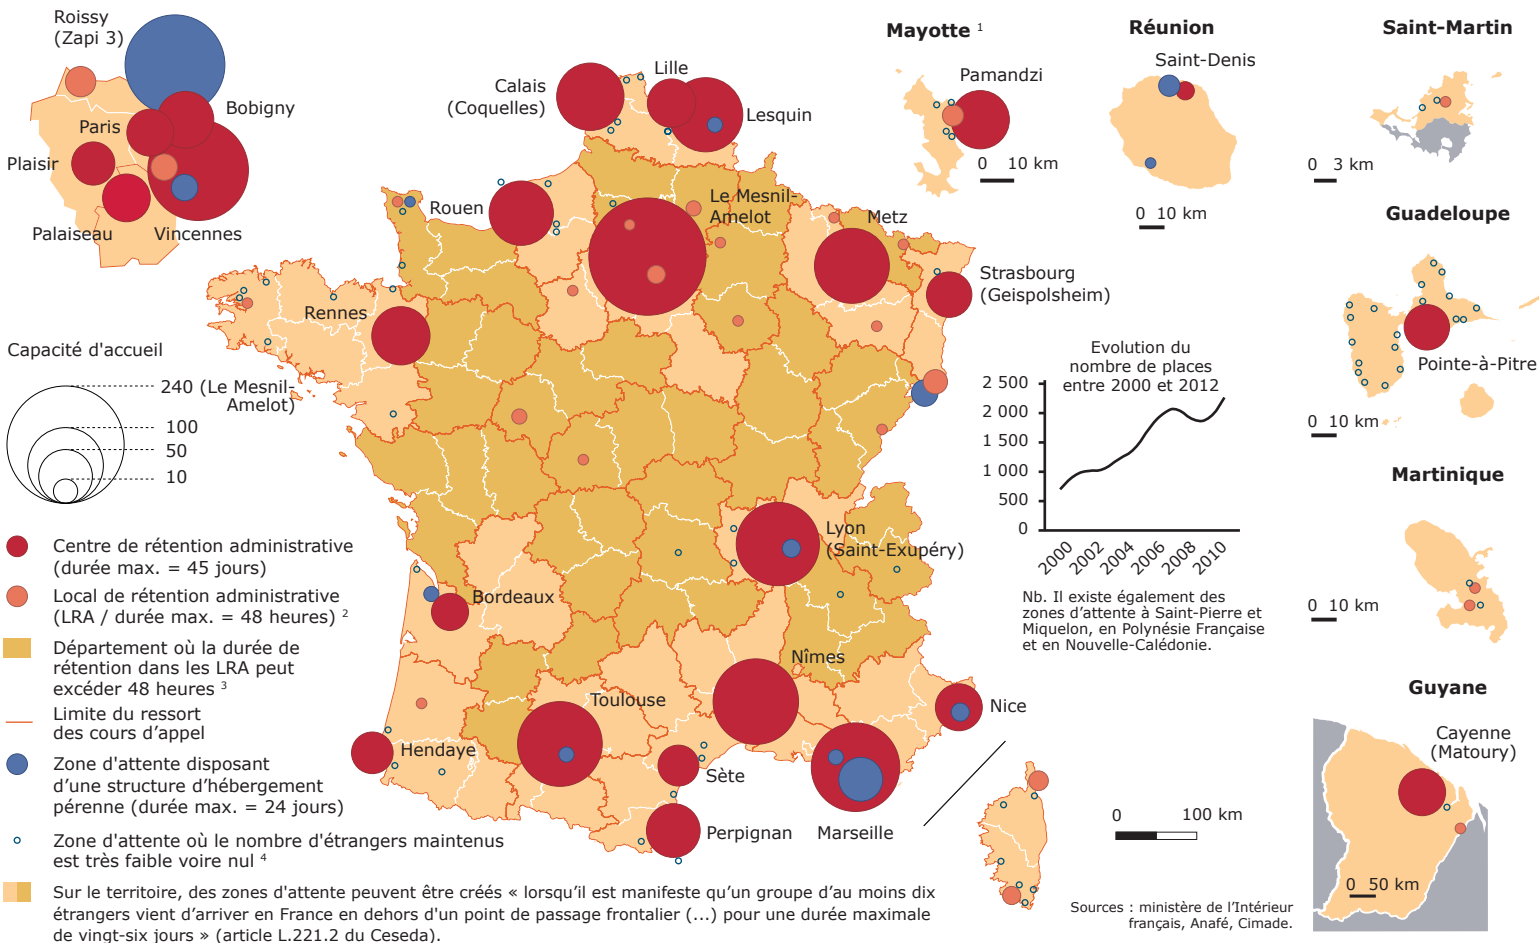 Roissy
(Zapi 3)
Bobigny
Paris
Plaisir
Palaiseau
Vincennes
Calais
(Coquelles)
Lille
Lesquin
Rouen
Le Mesnil-
Amelot
Metz
Strasbourg
(Geispolsheim)
Rennes
Lyon
(Saint-Exupéry)
Bordeaux
Nîmes
Toulouse
Nice
Hendaye
Sète
Perpignan
Marseille
Capacité d'accueil
240 (Le Mesnil-
Amelot)
100
50
10
Centre de rétention administrative
(durée max. = 45 jours)
Local de rétention administrative
(LRA / durée max. = 48 heures) 2
Département où la durée de
rétention dans les LRA peut
excéder 48 heures 3
Limite du ressort
des cours d’appel
Zone d'attente disposant
d’une structure d’hébergement
pérenne (durée max. = 24 jours)
Zone d'attente où le nombre d'étrangers maintenus
est très faible voire nul 4
Sur le territoire, des zones d'attente peuvent être créés « lorsqu’il est manifeste qu’un groupe d’au moins dix
étrangers vient d’arriver en France en dehors d'un point de passage frontalier (...) pour une durée maximale
de vingt-six jours » (article L.221.2 du Ceseda).
Mayotte 1
Pamandzi
0 10 km
Réunion
Saint-Denis
0 10 km
Saint-Martin
0 3 km
Guadeloupe
Pointe-à-Pitre
0 10 km
Martinique
0 10 km
Guyane
Cayenne
(Matoury)
0 50 km
Evolution du
nombre de places
entre 2000 et 2012
2 500
2 000
1 500
1 000
500
0
2000
2002
2004
2006
2008
2010
Nb. Il existe également des
zones d’attente à Saint-Pierre et
Miquelon, en Polynésie Française
et en Nouvelle-Calédonie.
0 100 km
Sources : ministère de l’Intérieur
français, Anafé, Cimade.